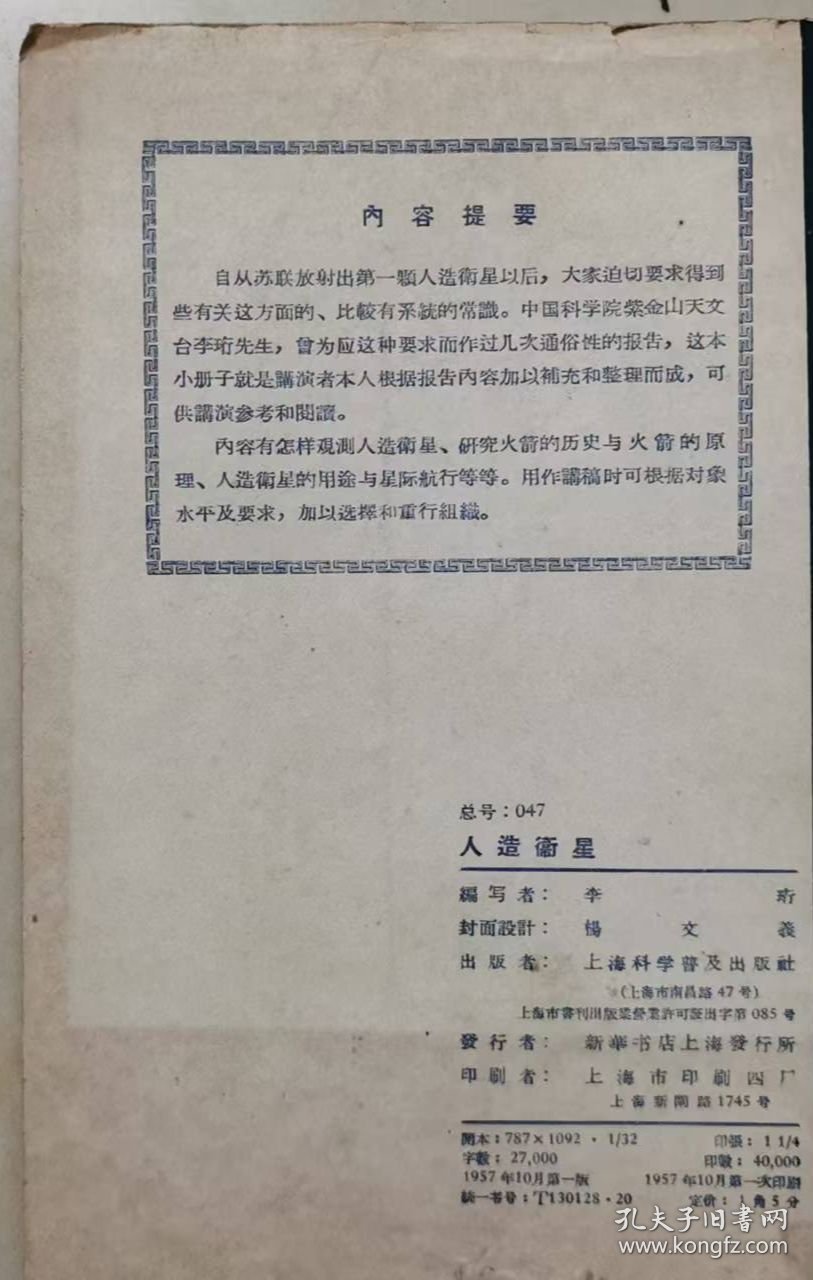 內容提要
自从苏联放射出第一顆人造衛星以后，大家迫切要求得到
些有关这方面的、比較有系統的常識。中国科学院紫金山天文
台李珩先生，曾为应这种要求而作过几次通俗性的报告，这本
小册子就是講演者本人根据报告內容加以補充和整理而成，可
供講演参考和閱讀。
內容有怎样观測人造衛星、研究火箭的历史与火箭的原
理、人造衛星的用途与星际航行等等。用作講稿时可根据对象
水平及要求，加以选擇和重行組織。
总号：047
人造衛星
編写者：李珩
封面設計：楊文義
出版者：上海科学普及出版社
（上海市南昌路47号）
上海市書刊出版業營業許可証出字第085号
發行者：新華书店上海發行所
印刷者：上海市印刷四厂
上海新閘路1745号
開本：787×1092·1/32 印張：1 1/4
字數：27,000 印數：40,000
1957年10月第一版 1957年10月第一次印刷
統一書号：T13012８·20 定价：1角5分
孔夫子旧書网
www.kongfz.com